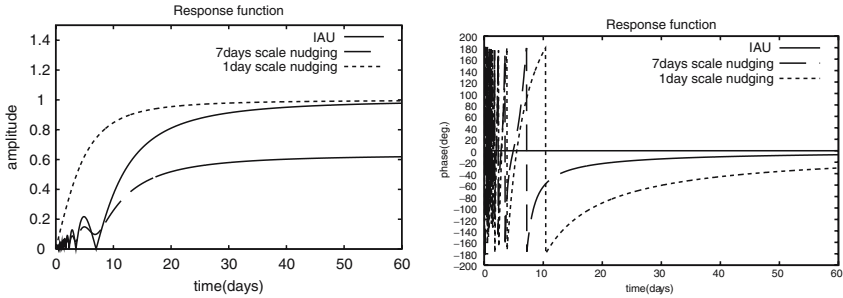 Response function
1.4
1.2
1
0.8
0.6
0.4
0.2
0
amplitude
IAU
7days scale nudging
1day scale nudging
0 10 20 30 40 50 60
time(days)
Response function
200
180
160
140
120
100
80
60
40
20
0
-20
-40
-60
-80
-100
-120
-140
-160
-180
-200
phase(deg,)
IAU
7days scale nudging
1day scale nudging
0 10 20 30 40 50 60
time(days)